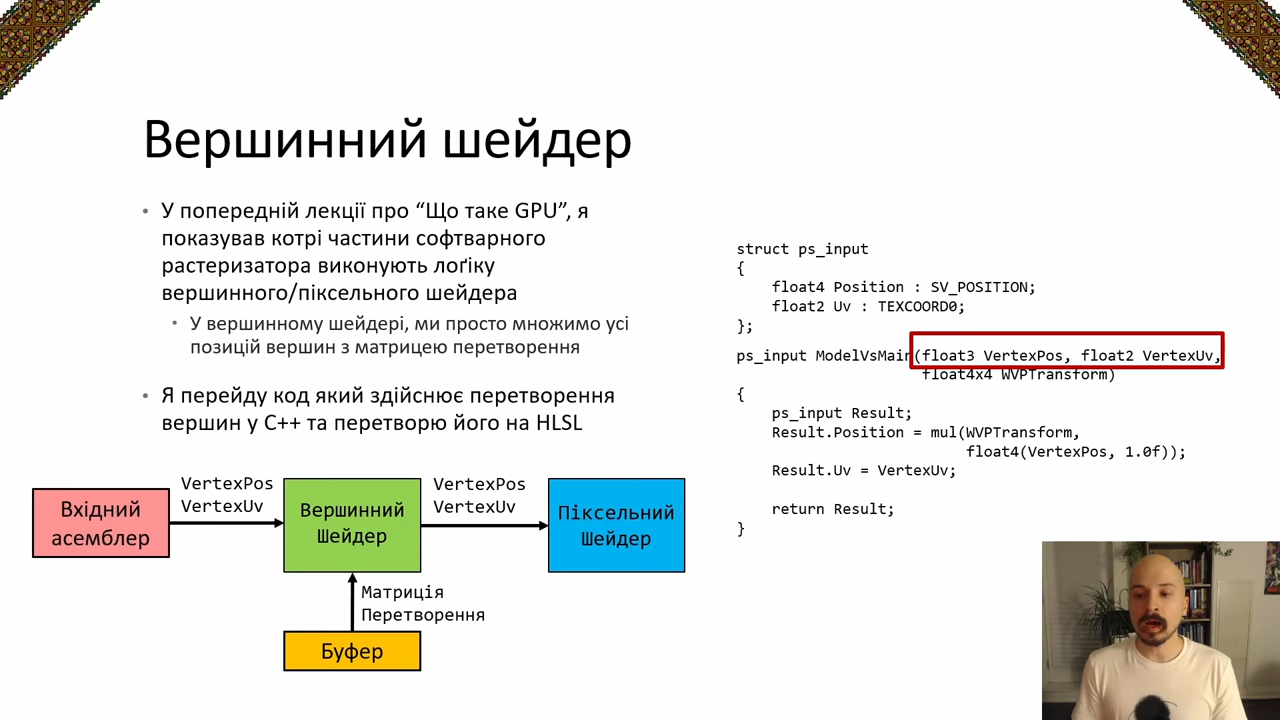 Вершинний шейдер
• У попередній лекції про “Що таке GPU”, я
показував котрі частини софтварного
растеризатора виконують лоґіку
вершинного/піксельного шейдера
• У вершинному шейдері, ми просто множимо усі
позицій вершин з матрицею перетворення
• Я перейду код який здійснює перетворення
вершин у C++ та перетворю його на HLSL
struct ps_input
{
float4 Position : SV_POSITION;
float2 Uv : TEXCOORD0;
};
ps_input ModelVsMain(float3 VertexPos, float2 VertexUv,
float4x4 WVPTransform)
{
ps_input Result;
Result.Position = mul(WVPTransform,
float4(VertexPos, 1.0f));
Result.Uv = VertexUv;
return Result;
}
Вхідний
асемблер
VertexPos
VertexUv
Вершинний
Шейдер
VertexPos
VertexUv
Піксельний
Шейдер
Матриція
Перетворення
Буфер